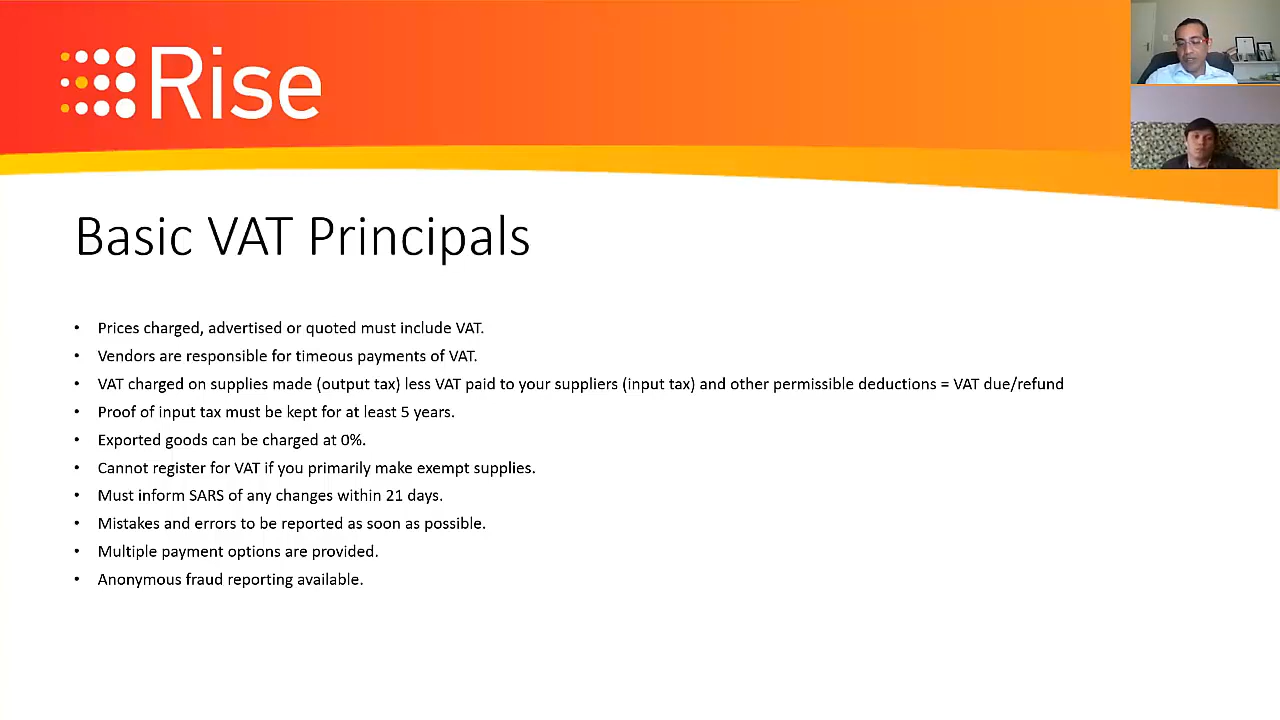 Rise
Basic VAT Principals
• Prices charged, advertised or quoted must include VAT.
• Vendors are responsible for timeous payments of VAT.
• VAT charged on supplies made (output tax) less VAT paid to your suppliers (input tax) and other permissible deductions = VAT due/refund
• Proof of input tax must be kept for at least 5 years.
• Exported goods can be charged at 0%.
• Cannot register for VAT if you primarily make exempt supplies.
• Must inform SARS of any changes within 21 days.
• Mistakes and errors to be reported as soon as possible.
• Multiple payment options are provided.
• Anonymous fraud reporting available.